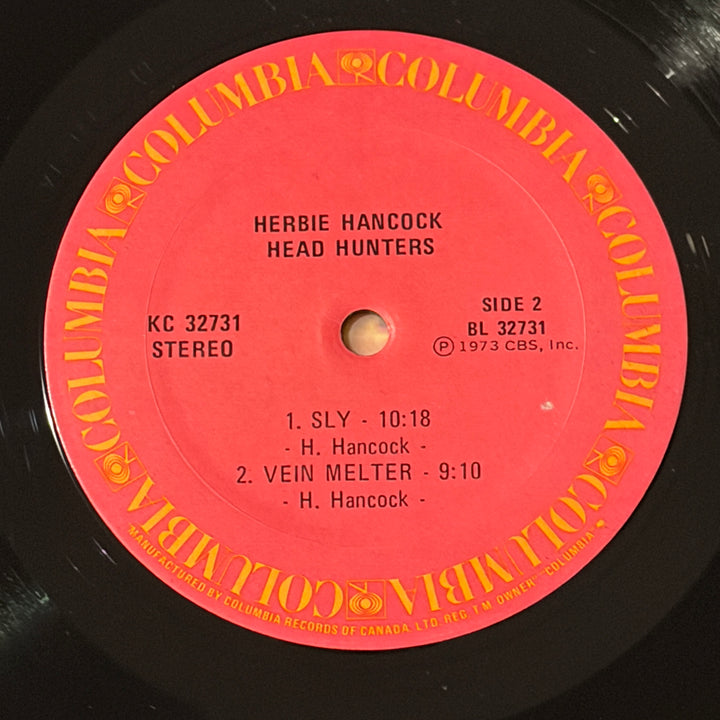 COLUMBIA COLUMBIA COLUMBIA COLUMBIA COLUMBIA COLUMBIA
HERBIE HANCOCK
HEAD HUNTERS
KC 32731
STEREO
SIDE 2
BL 32731
Ⓟ 1973 CBS, Inc.
1. SLY - 10:18
- H. Hancock -
2. VEIN MELTER - 9:10
- H. Hancock -
MANUFACTURED BY COLUMBIA RECORDS OF CANADA, LTD. REG. T.M. OWNER "COLUMBIA"